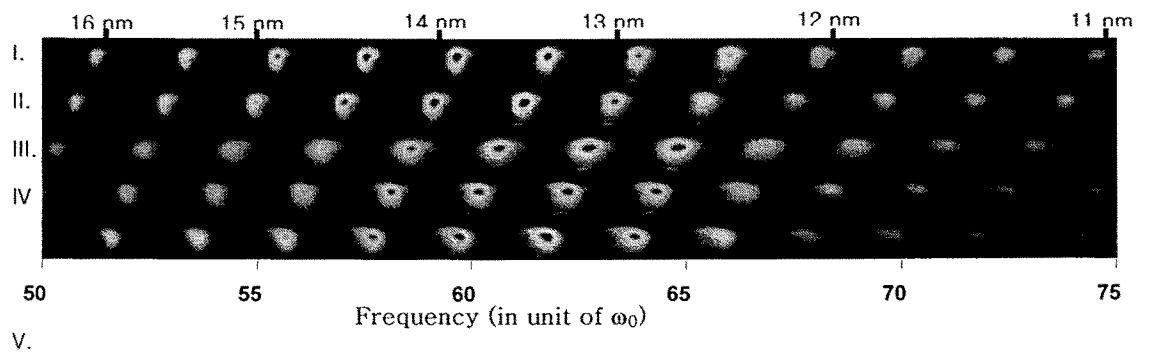 16 nm 15 nm 14 nm 13 nm 12 nm 11 nm
I.
II.
III.
IV
50 55 60 65 70 75
Frequency (in unit of ω₀)
V.